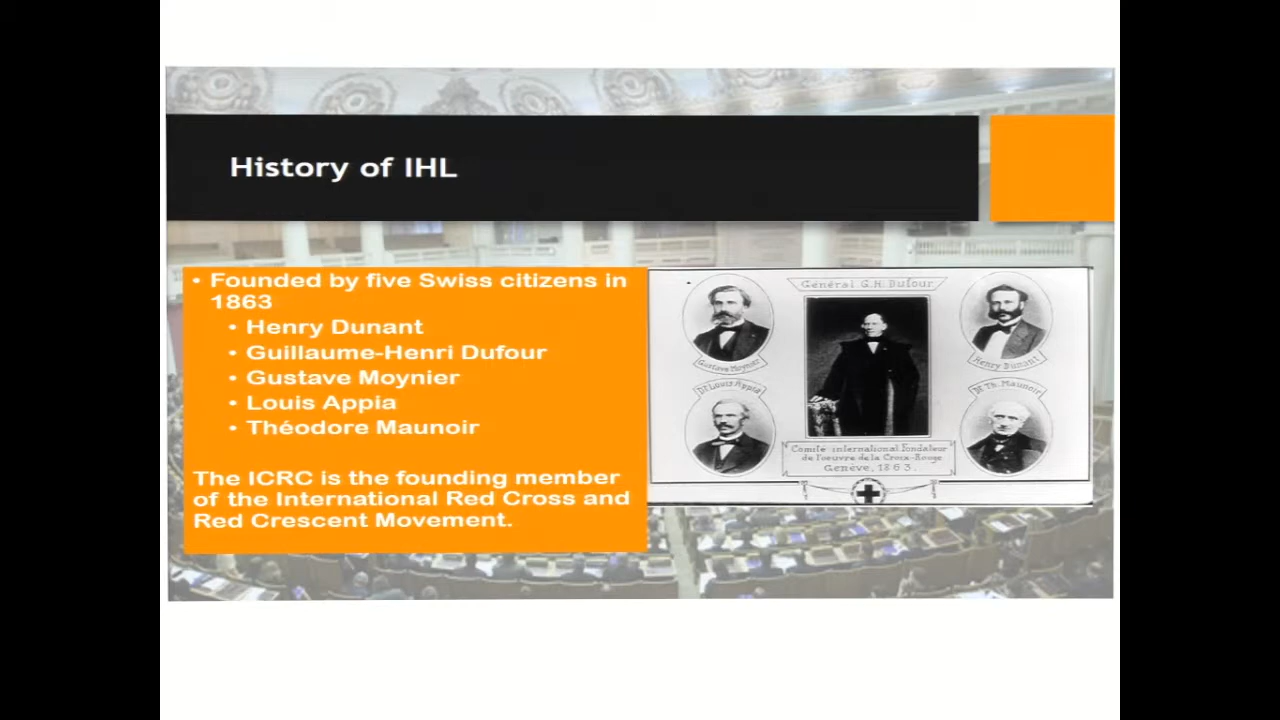 History of IHL
• Founded by five Swiss citizens in
1863
• Henry Dunant
• Guillaume-Henri Dufour
• Gustave Moynier
• Louis Appia
• Théodore Maunoir
The ICRC is the founding member
of the International Red Cross and
Red Crescent Movement.
Général G.H. Dufour
Gustave Moynier
Henry Dunant
Dr Louis Appia
Dr Th. Maunoir
Comité international fondateur
de l'oeuvre de la Croix-Rouge
Genève, 1863.